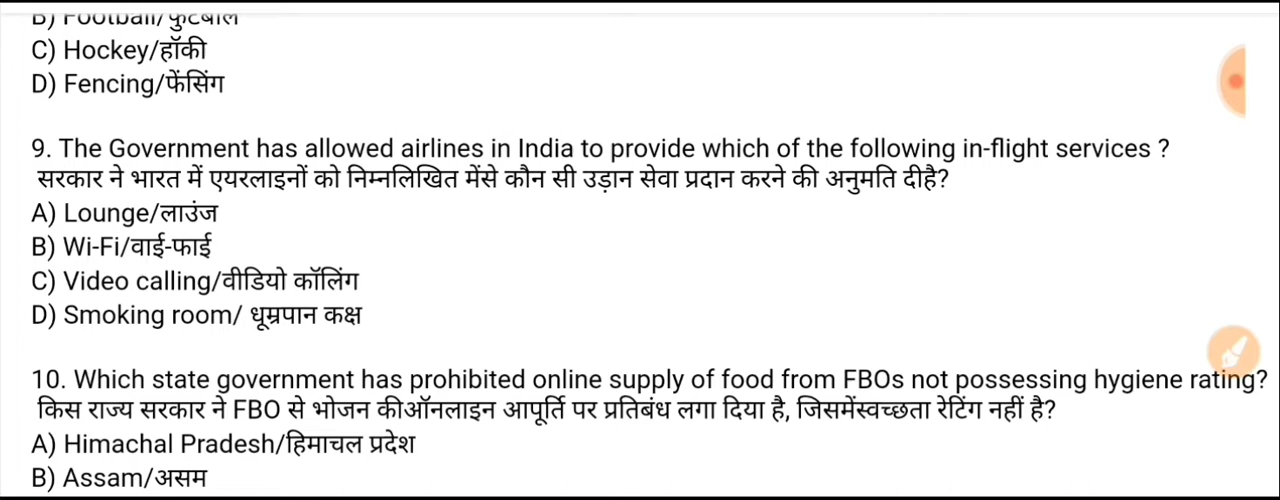 B) Football/फुटबॉल
C) Hockey/हॉकी
D) Fencing/फेंसिंग
9. The Government has allowed airlines in India to provide which of the following in-flight services ?
सरकार ने भारत में एयरलाइनों को निम्नलिखित मेंसे कौन सी उड़ान सेवा प्रदान करने की अनुमति दीहै?
A) Lounge/लाउंज
B) Wi-Fi/वाई-फाई
C) Video calling/वीडियो कॉलिंग
D) Smoking room/ धूम्रपान कक्ष
10. Which state government has prohibited online supply of food from FBOs not possessing hygiene rating?
किस राज्य सरकार ने FBO से भोजन कीऑनलाइन आपूर्ति पर प्रतिबंध लगा दिया है, जिसमेंस्वच्छता रेटिंग नहीं है?
A) Himachal Pradesh/हिमाचल प्रदेश
B) Assam/असम